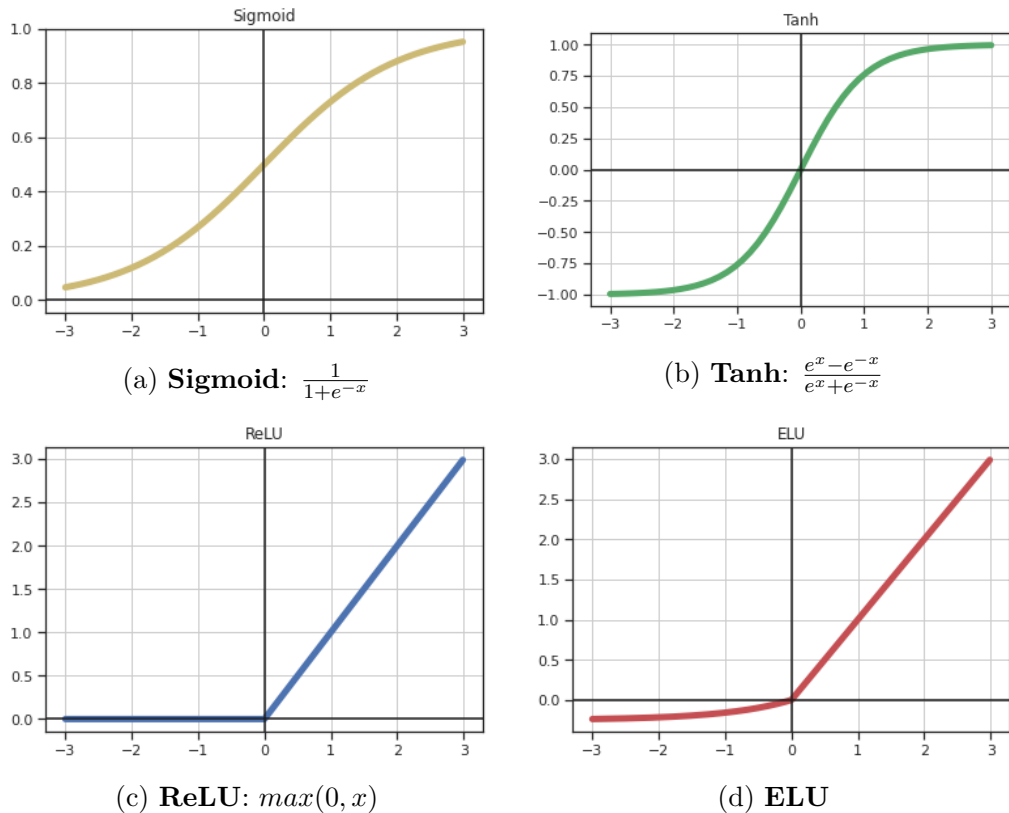 Sigmoid
1.0
0.8
0.6
0.4
0.2
0.0
−3 −2 −1 0 1 2 3
(a) Sigmoid: \frac{1}{1+e^{-x}}
Tanh
1.00
0.75
0.50
0.25
0.00
−0.25
−0.50
−0.75
−1.00
−3 −2 −1 0 1 2 3
(b) Tanh: \frac{e^x-e^{-x}}{e^x+e^{-x}}
ReLU
3.0
2.5
2.0
1.5
1.0
0.5
0.0
−3 −2 −1 0 1 2 3
(c) ReLU: max(0, x)
ELU
3.0
2.5
2.0
1.5
1.0
0.5
0.0
−3 −2 −1 0 1 2 3
(d) ELU